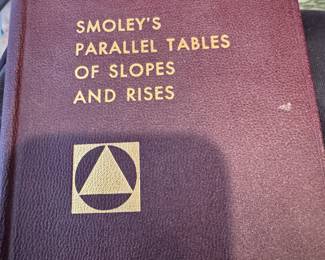 SMOLEY'S
PARALLEL TABLES
OF SLOPES
AND RISES